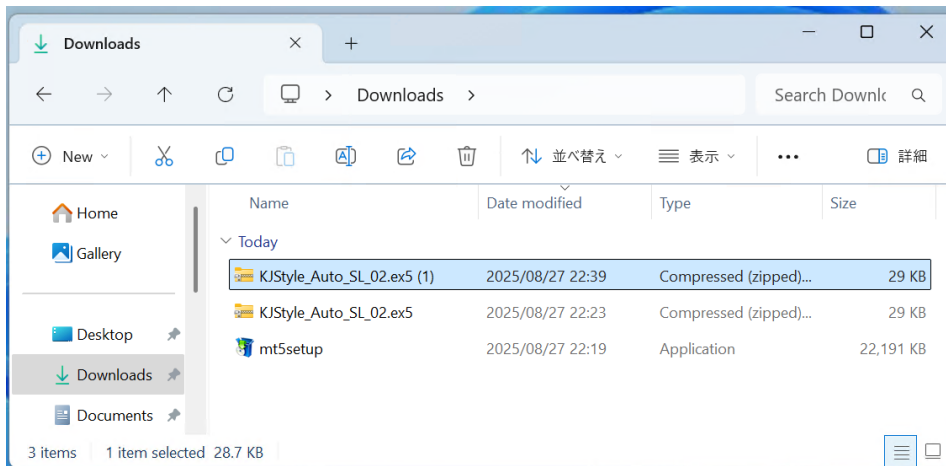 Downloads
Downloads
Search Downlc
New
並べ替え
表示
詳細
Home
Gallery
Desktop
Downloads
Documents
Name Date modified Type Size
Today
KJStyle_Auto_SL_02.ex5 (1) 2025/08/27 22:39 Compressed (zipped)... 29 KB
KJStyle_Auto_SL_02.ex5 2025/08/27 22:23 Compressed (zipped)... 29 KB
mt5setup 2025/08/27 22:19 Application 22,191 KB
3 items 1 item selected 28.7 KB